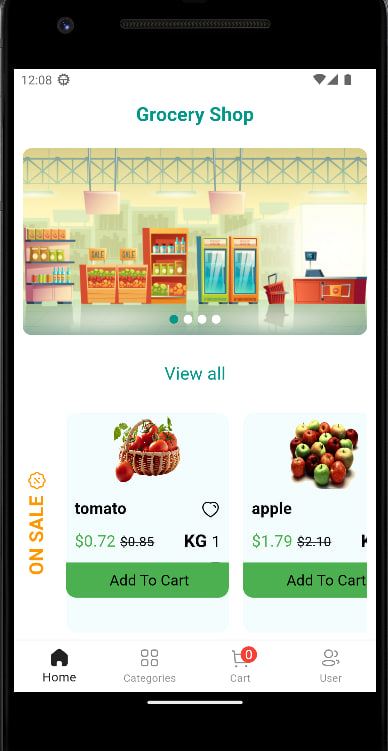 12:08
Grocery Shop
SALE SALE
View all
ON SALE
tomato
$0.72 $0.85 KG 1
Add To Cart
apple
$1.79 $2.10 K
Add To Cart
Home
Categories
0
Cart
User